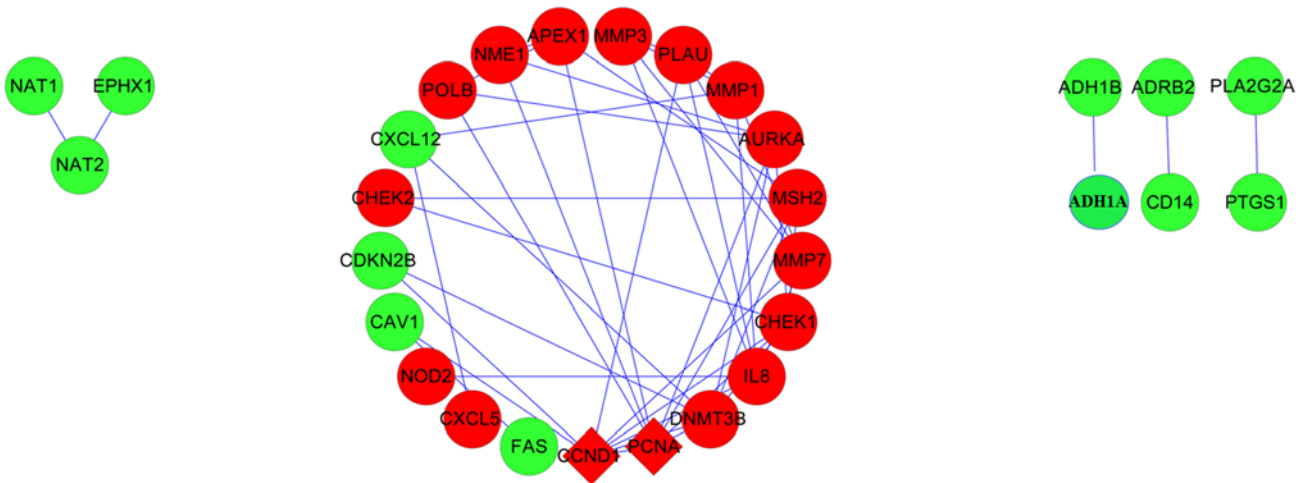 NAT1
EPHX1
NAT2
APEX1
MMP3
NME1
PLAU
POLB
MMP1
CXCL12
AURKA
CHEK2
MSH2
CDKN2B
MMP7
CAV1
CHEK1
NOD2
IL8
CXCL5
DNMT3B
FAS
CCND1
PCNA
ADH1B
ADRB2
PLA2G2A
ADH1A
CD14
PTGS1